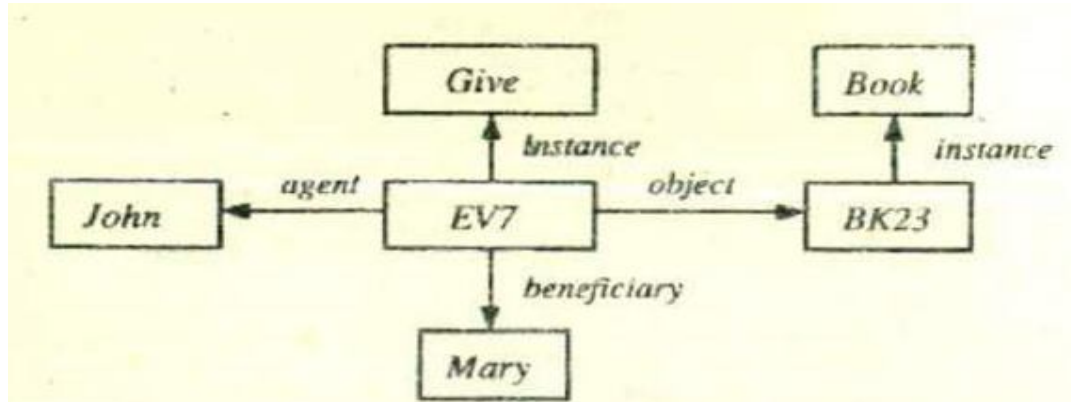 Give
Book
Instance
instance
agent
object
John
EV7
BK23
beneficiary
Mary